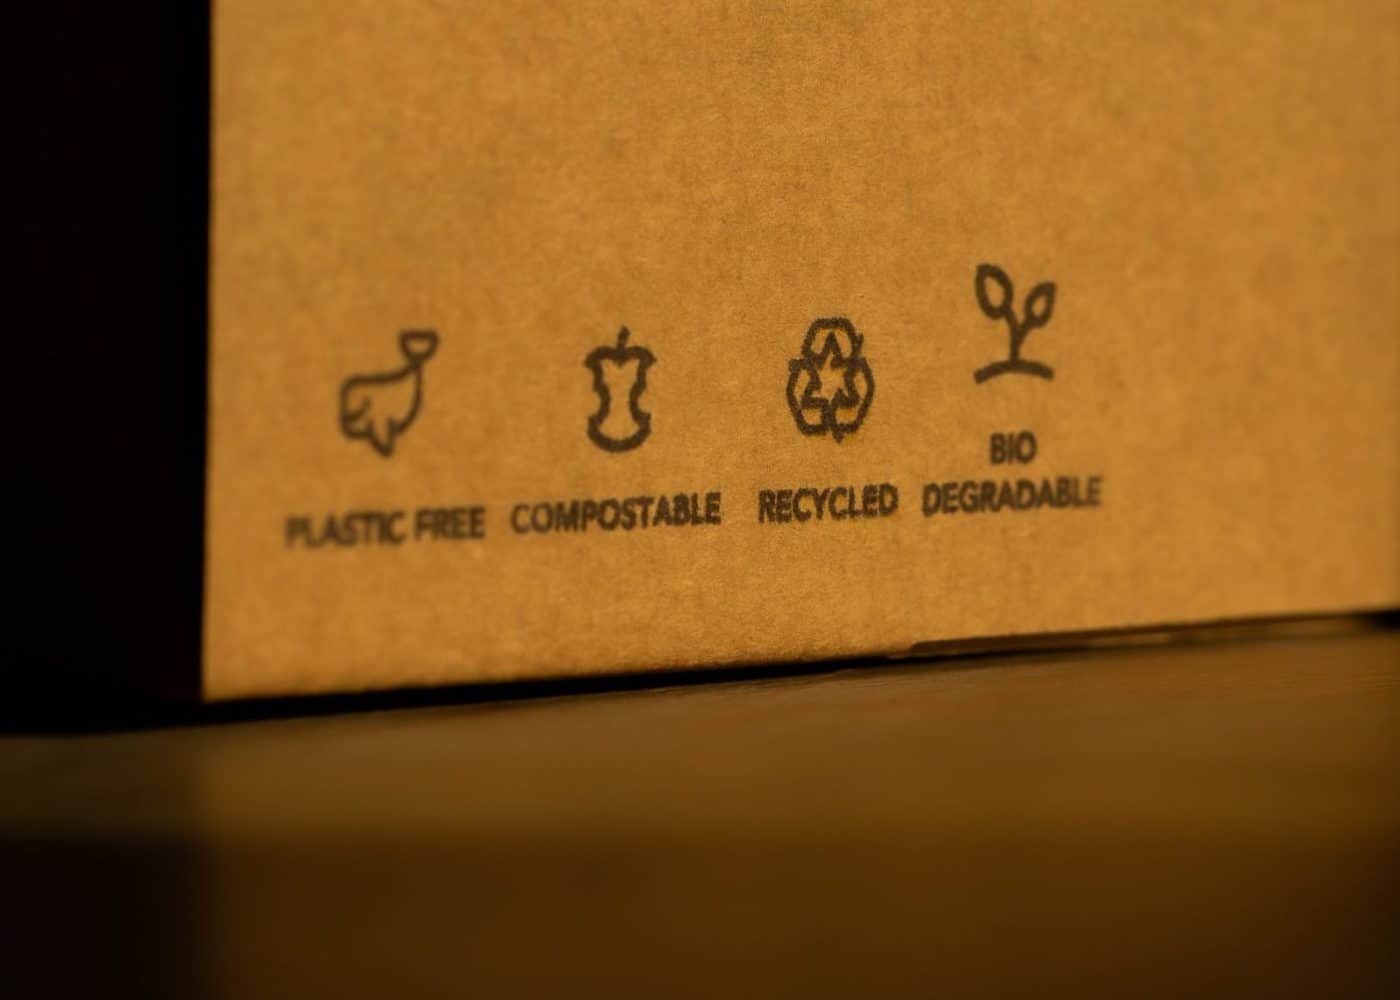 PLASTIC FREE
COMPOSTABLE
RECYCLED
BIO
DEGRADABLE